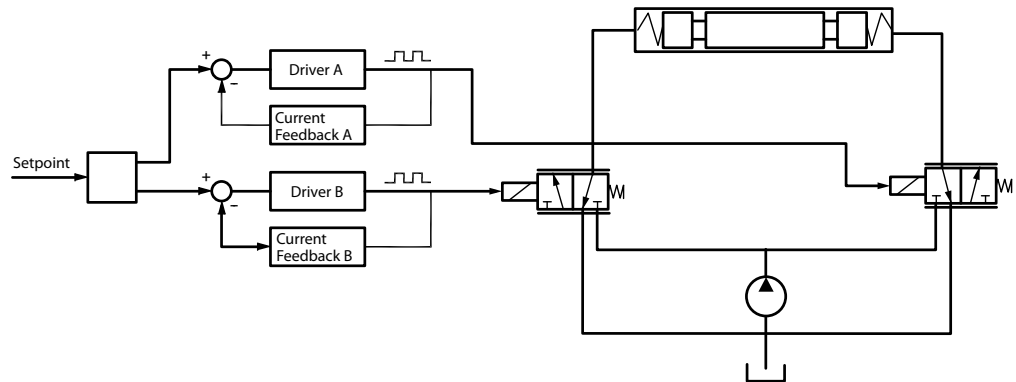 +
Driver A
−
Current
Feedback A
Setpoint
+
Driver B
−
Current
Feedback B